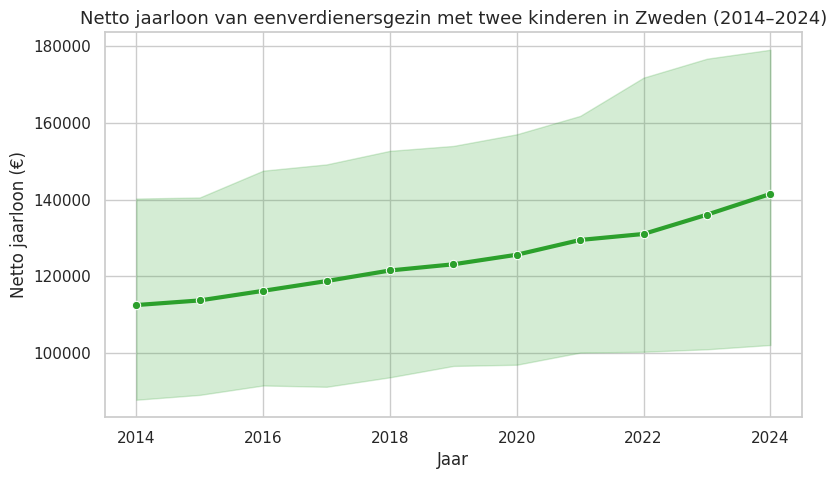 Netto jaarloon van eenverdienersgezin met twee kinderen in Zweden (2014–2024)
180000
160000
140000
120000
100000
Netto jaarloon (€)
2014 2016 2018 2020 2022 2024
Jaar